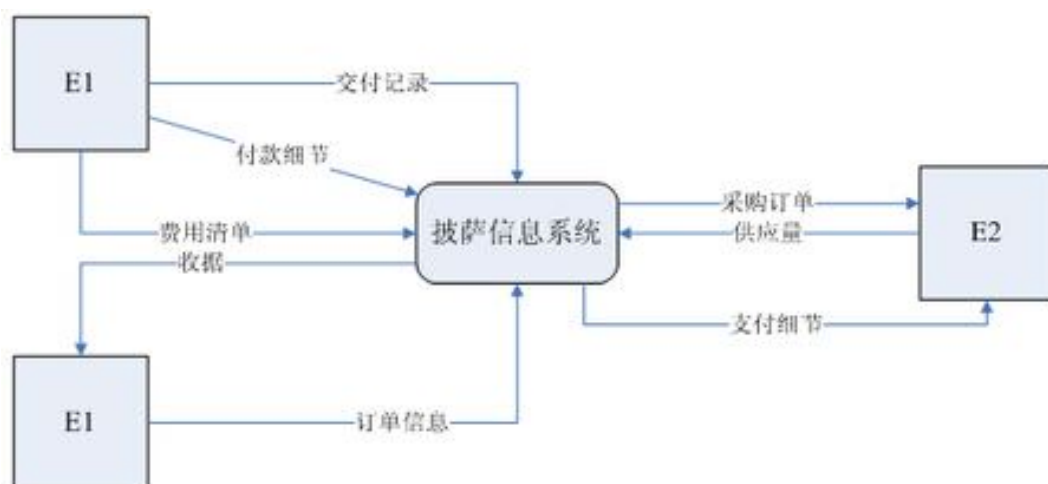 E1
交付记录
付款细节
费用清单
收据
披萨信息系统
采购订单
供应量
支付细节
E2
E1
订单信息